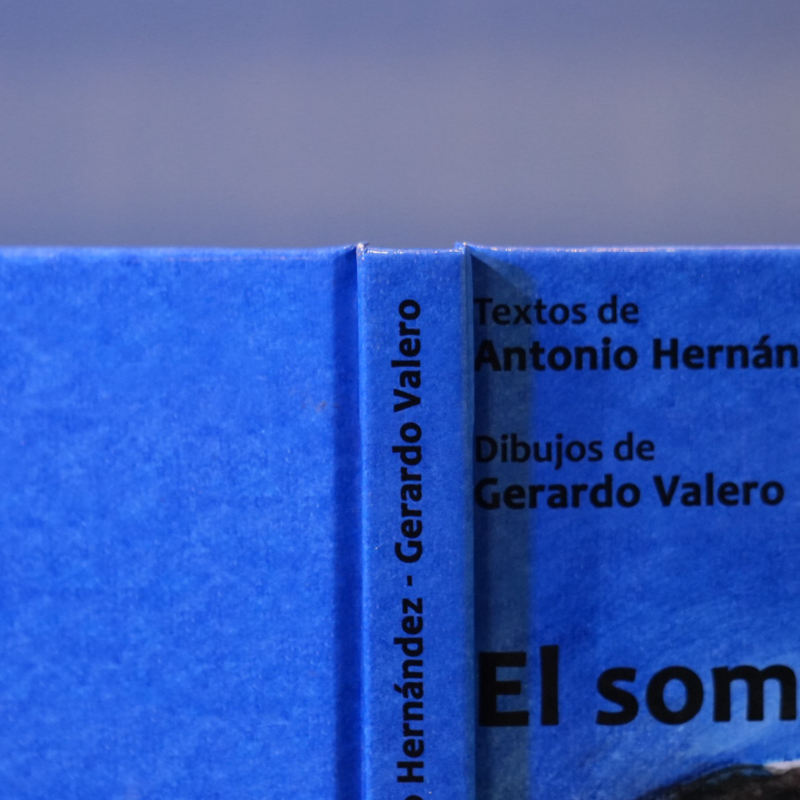 o Hernández - Gerardo Valero
Textos de
Antonio Hernán
Dibujos de
Gerardo Valero
El som